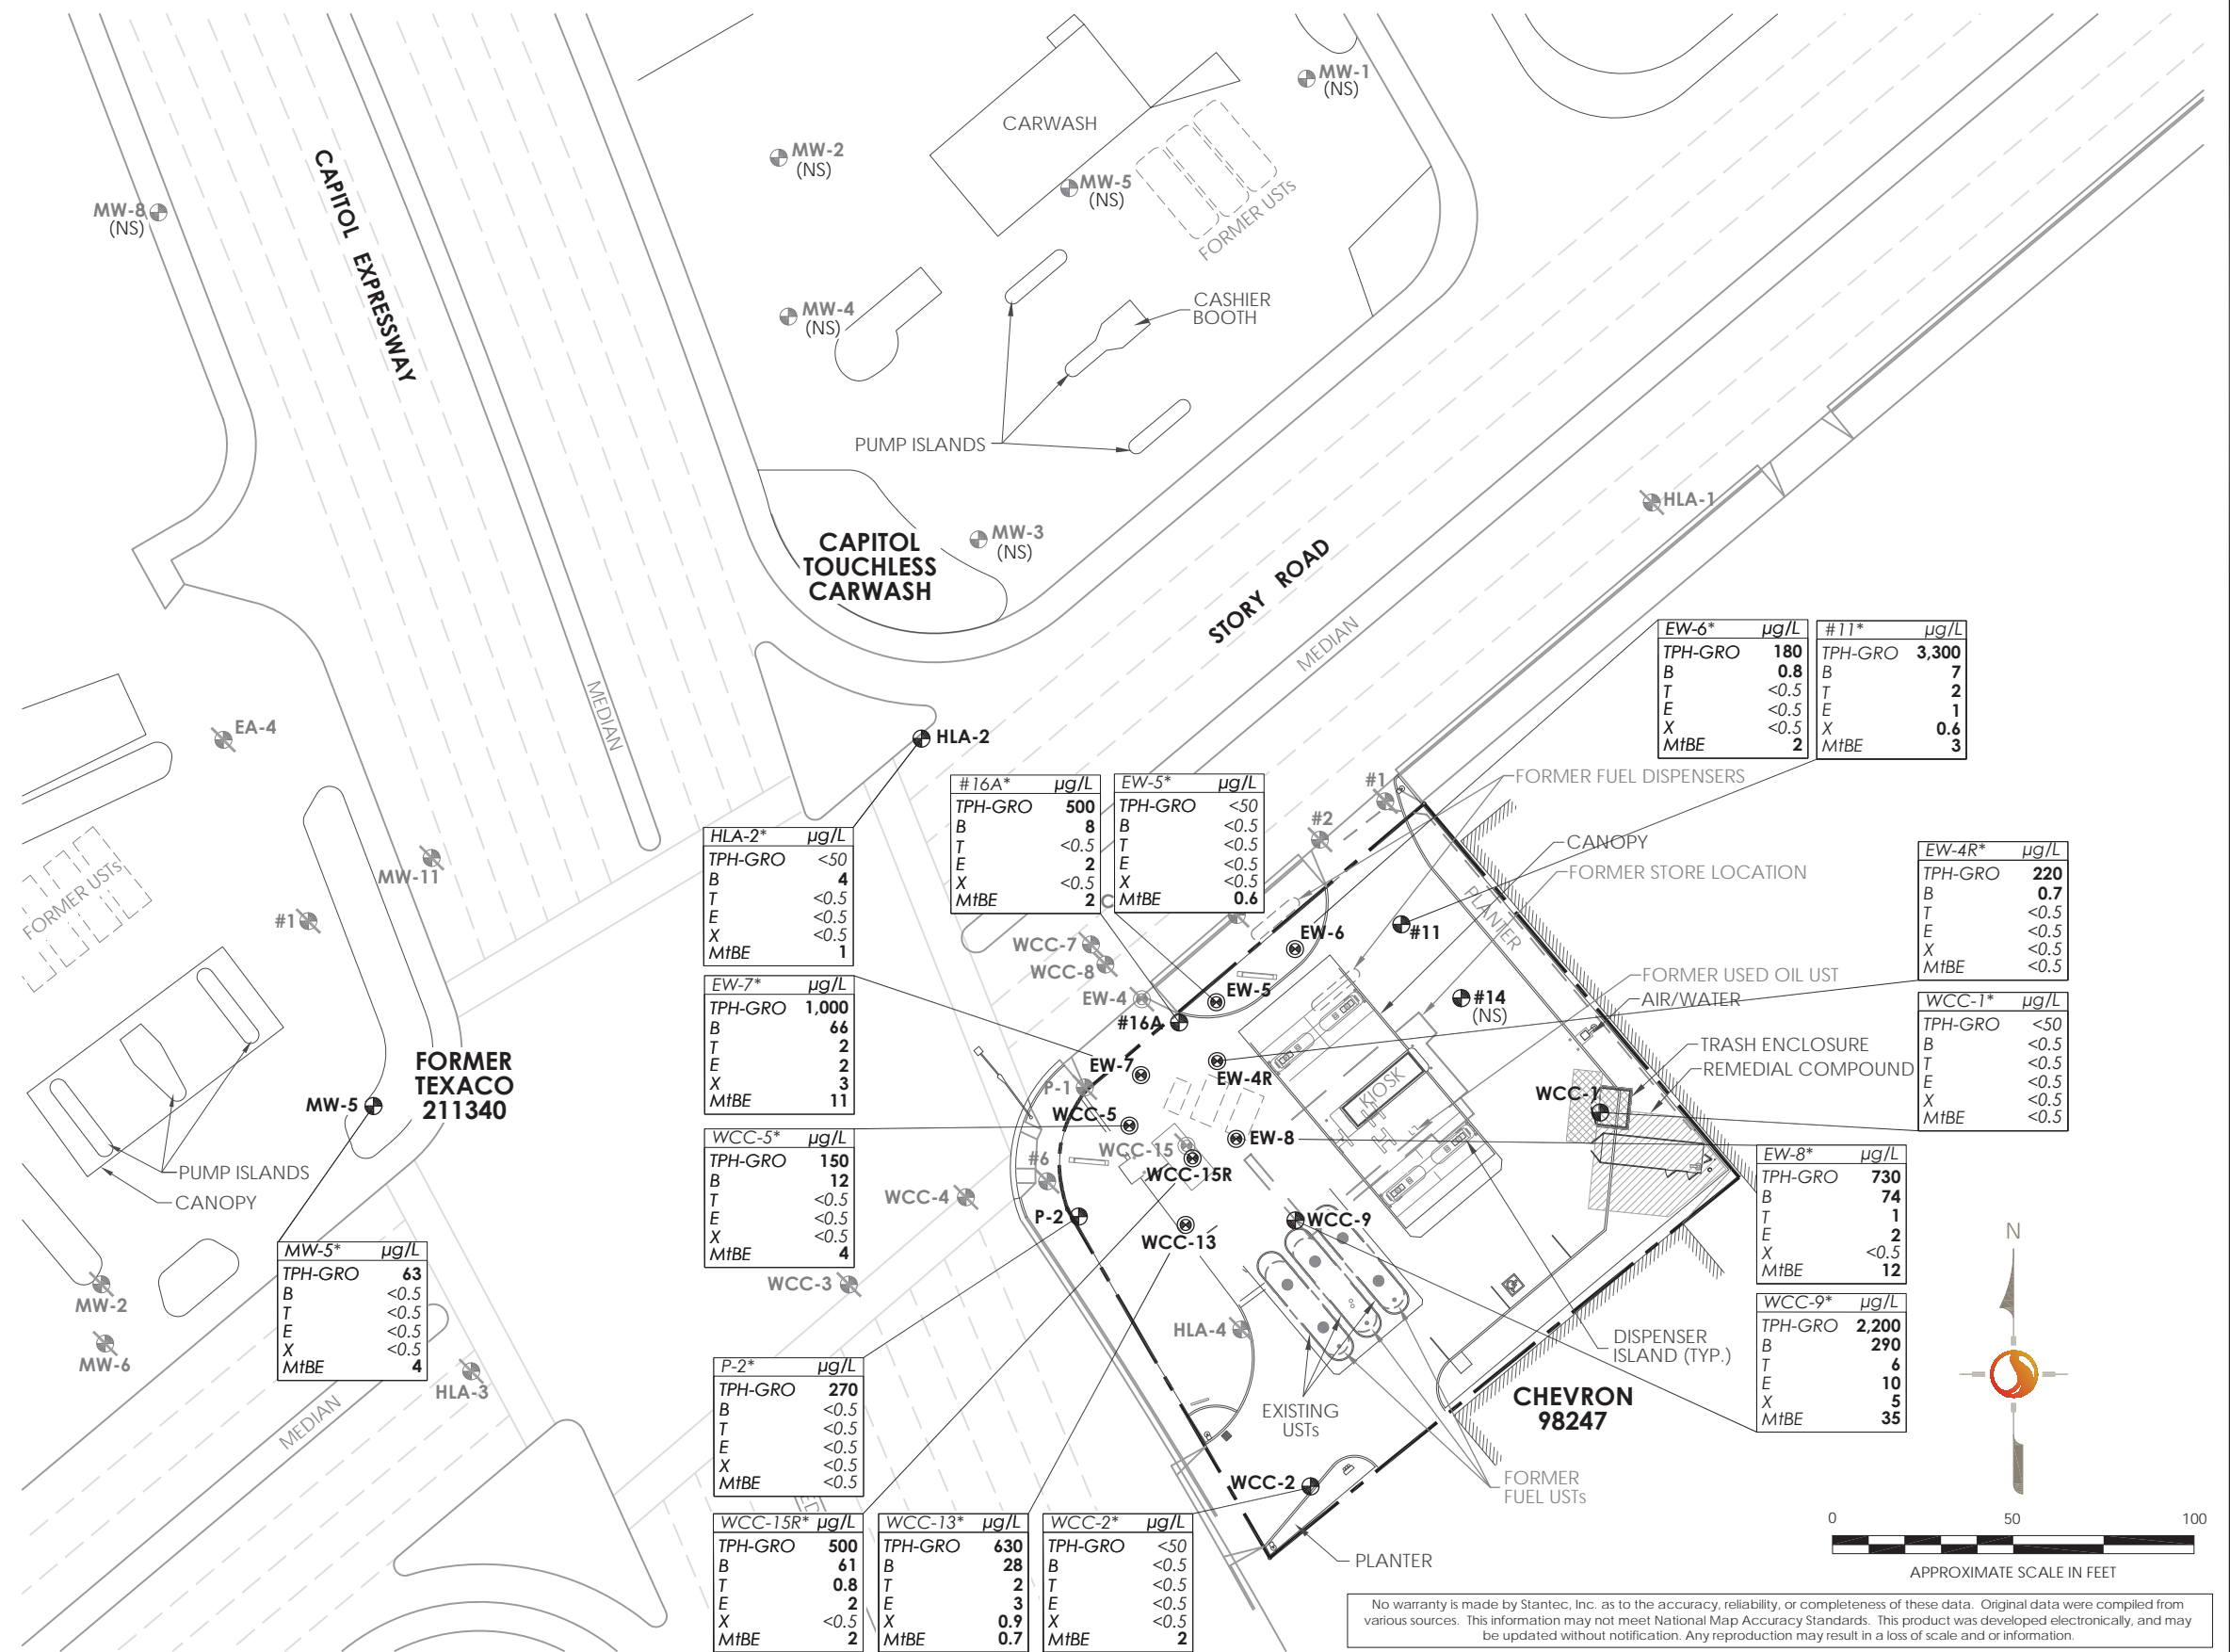 MW-1
(NS)
CARWASH
MW-2
(NS)
MW-5
(NS)
FORMER USTs
MW-8
(NS)
CAPITOL EXPRESSWAY
MW-4
(NS)
CASHIER
BOOTH
PUMP ISLANDS
HLA-1
MW-3
(NS)
CAPITOL
TOUCHLESS
CARWASH
STORY ROAD
MEDIAN
MEDIAN
EA-4
HLA-2
EW-6* µg/L
TPH-GRO 180
B 0.8
T <0.5
E <0.5
X <0.5
MtBE 2
#11* µg/L
TPH-GRO 3,300
B 7
T 2
E 1
X 0.6
MtBE 3
#16A* µg/L
TPH-GRO 500
B 8
T <0.5
E 2
X <0.5
MtBE 2
EW-5* µg/L
TPH-GRO <50
B <0.5
T <0.5
E <0.5
X <0.5
MtBE 0.6
#1
#2
FORMER FUEL DISPENSERS
CANOPY
FORMER STORE LOCATION
PLANTER
HLA-2* µg/L
TPH-GRO <50
B 4
T <0.5
E <0.5
X <0.5
MtBE 1
EW-4R* µg/L
TPH-GRO 220
B 0.7
T <0.5
E <0.5
X <0.5
MtBE <0.5
FORMER USTs
MW-11
#1
C
EW-6
#11
WCC-7
WCC-8
EW-4
EW-5
#16A
#14
(NS)
FORMER USED OIL UST
AIR/WATER
EW-7* µg/L
TPH-GRO 1,000
B 66
T 2
E 2
X 3
MtBE 11
WCC-1* µg/L
TPH-GRO <50
B <0.5
T <0.5
E <0.5
X <0.5
MtBE <0.5
TRASH ENCLOSURE
REMEDIAL COMPOUND
FORMER
TEXACO
211340
MW-5
EW-7
EW-4R
P-1
KIOSK
WCC-1
WCC-5
WCC-15
EW-8
WCC-15R
#6
WCC-5* µg/L
TPH-GRO 150
B 12
T <0.5
E <0.5
X <0.5
MtBE 4
PUMP ISLANDS
CANOPY
WCC-4
P-2
WCC-9
WCC-13
EW-8* µg/L
TPH-GRO 730
B 74
T 1
E 2
X <0.5
MtBE 12
MW-5* µg/L
TPH-GRO 63
B <0.5
T <0.5
E <0.5
X <0.5
MtBE 4
WCC-3
MW-2
MW-6
HLA-3
MEDIAN
HLA-4
N
WCC-9* µg/L
TPH-GRO 2,200
B 290
T 6
E 10
X 5
MtBE 35
DISPENSER
ISLAND (TYP.)
P-2* µg/L
TPH-GRO 270
B <0.5
T <0.5
E <0.5
X <0.5
MtBE <0.5
EXISTING
USTs
CHEVRON
98247
WCC-2
FORMER
FUEL USTs
WCC-15R* µg/L
TPH-GRO 500
B 61
T 0.8
E 2
X <0.5
MtBE 2
WCC-13* µg/L
TPH-GRO 630
B 28
T 2
E 3
X 0.9
MtBE 0.7
WCC-2* µg/L
TPH-GRO <50
B <0.5
T <0.5
E <0.5
X <0.5
MtBE 2
PLANTER
0 50 100
APPROXIMATE SCALE IN FEET
No warranty is made by Stantec, Inc. as to the accuracy, reliability, or completeness of these data. Original data were compiled from
various sources. This information may not meet National Map Accuracy Standards. This product was developed electronically, and may
be updated without notification. Any reproduction may result in a loss of scale and or information.